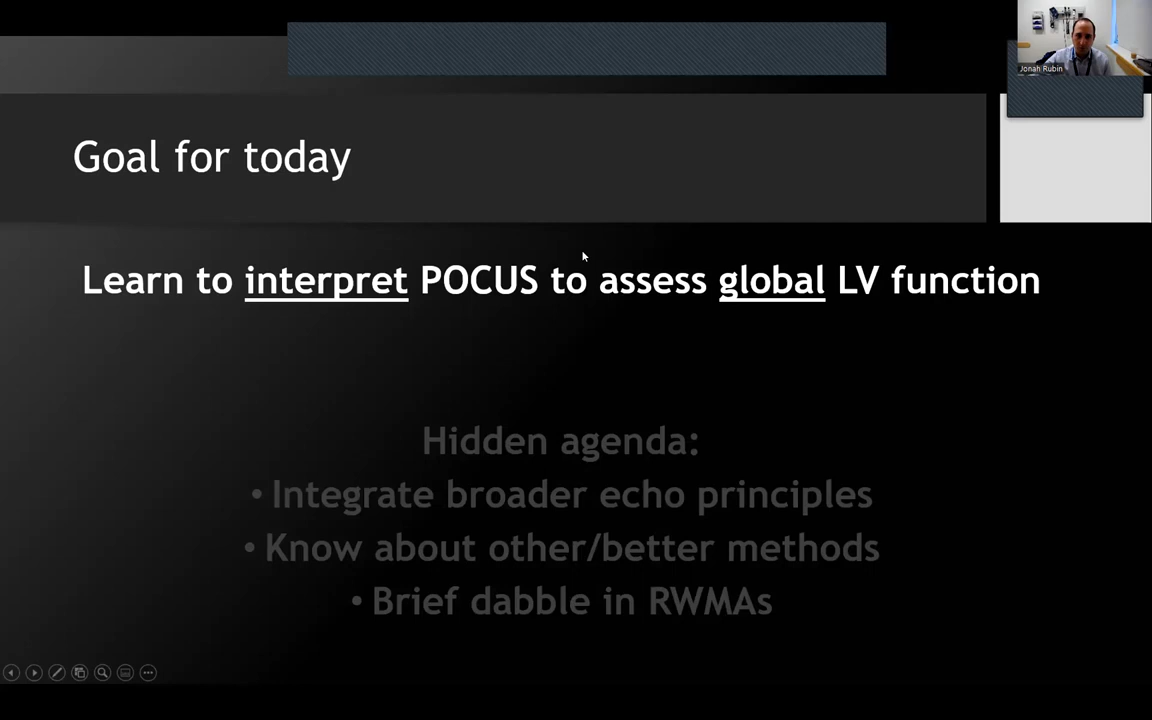 Jonah Rubin
Goal for today
Learn to interpret POCUS to assess global LV function
Hidden agenda:
• Integrate broader echo principles
• Know about other/better methods
• Brief dabble in RWMAs